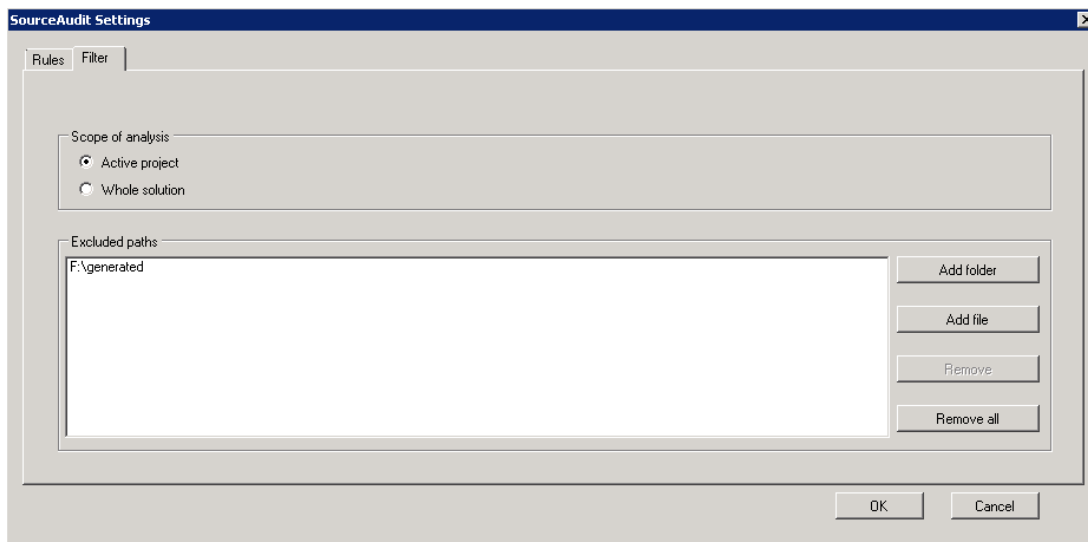 SourceAudit Settings
Rules
Filter
Scope of analysis
Active project
Whole solution
Excluded paths
F:\generated
Add folder
Add file
Remove
Remove all
OK
Cancel